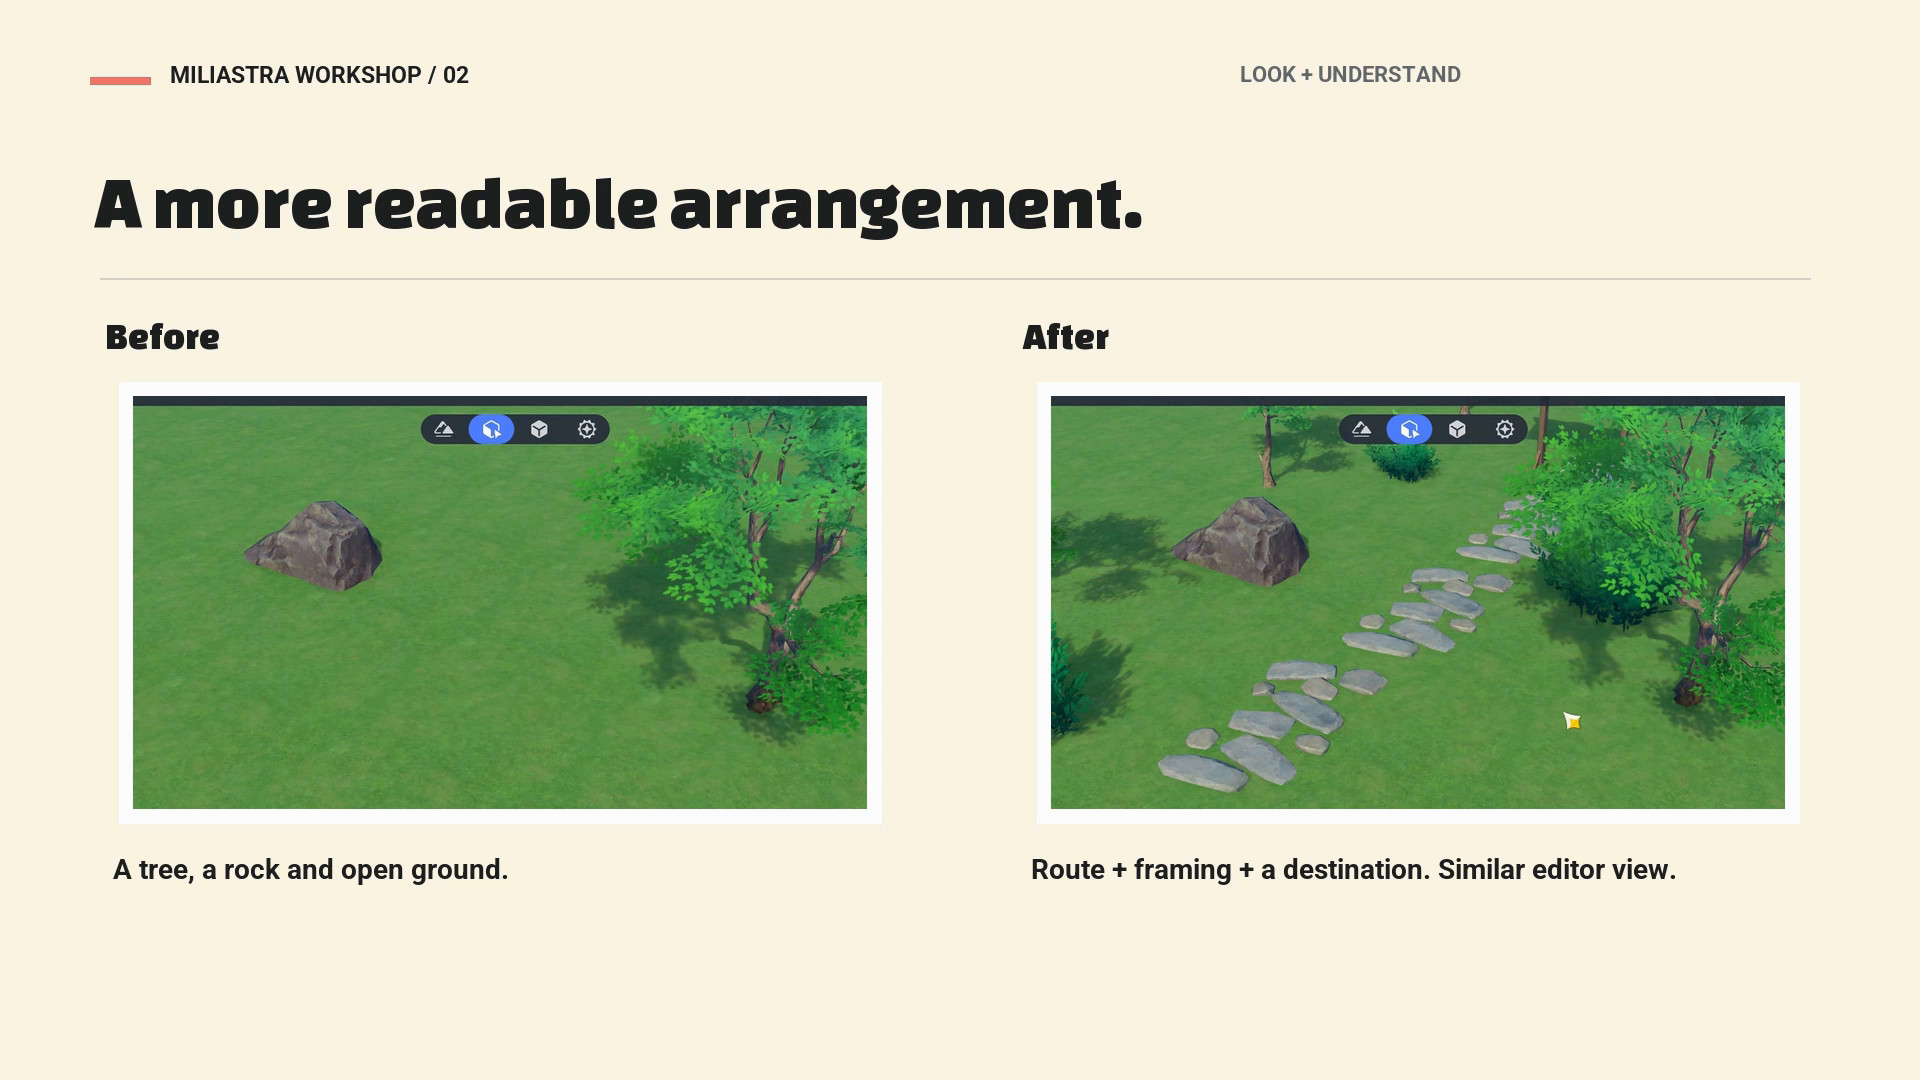 MILIASTRA WORKSHOP / 02
LOOK + UNDERSTAND
A more readable arrangement.
Before
After
A tree, a rock and open ground.
Route + framing + a destination. Similar editor view.